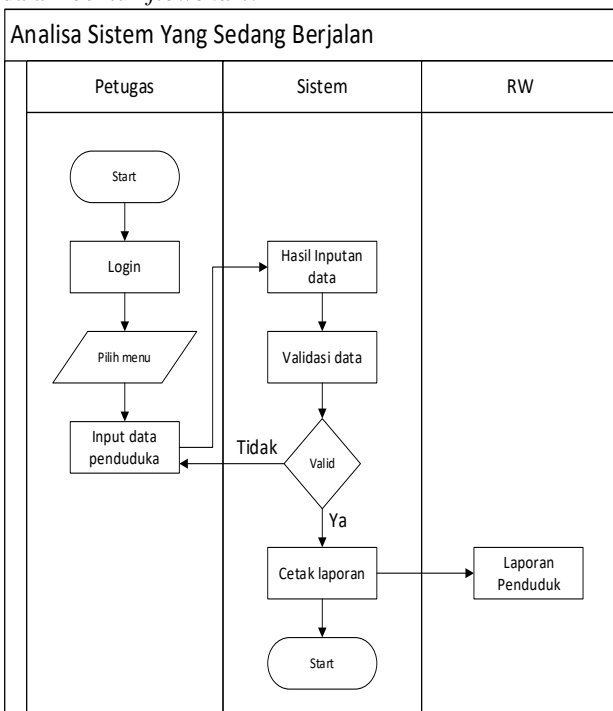 Analisa Sistem Yang Sedang Berjalan
Petugas
Sistem
RW
Start
Login
Pilih menu
Input data
penduduka
Hasil Inputan
data
Validasi data
Valid
Tidak
Ya
Cetak laporan
Laporan
Penduduk
Start